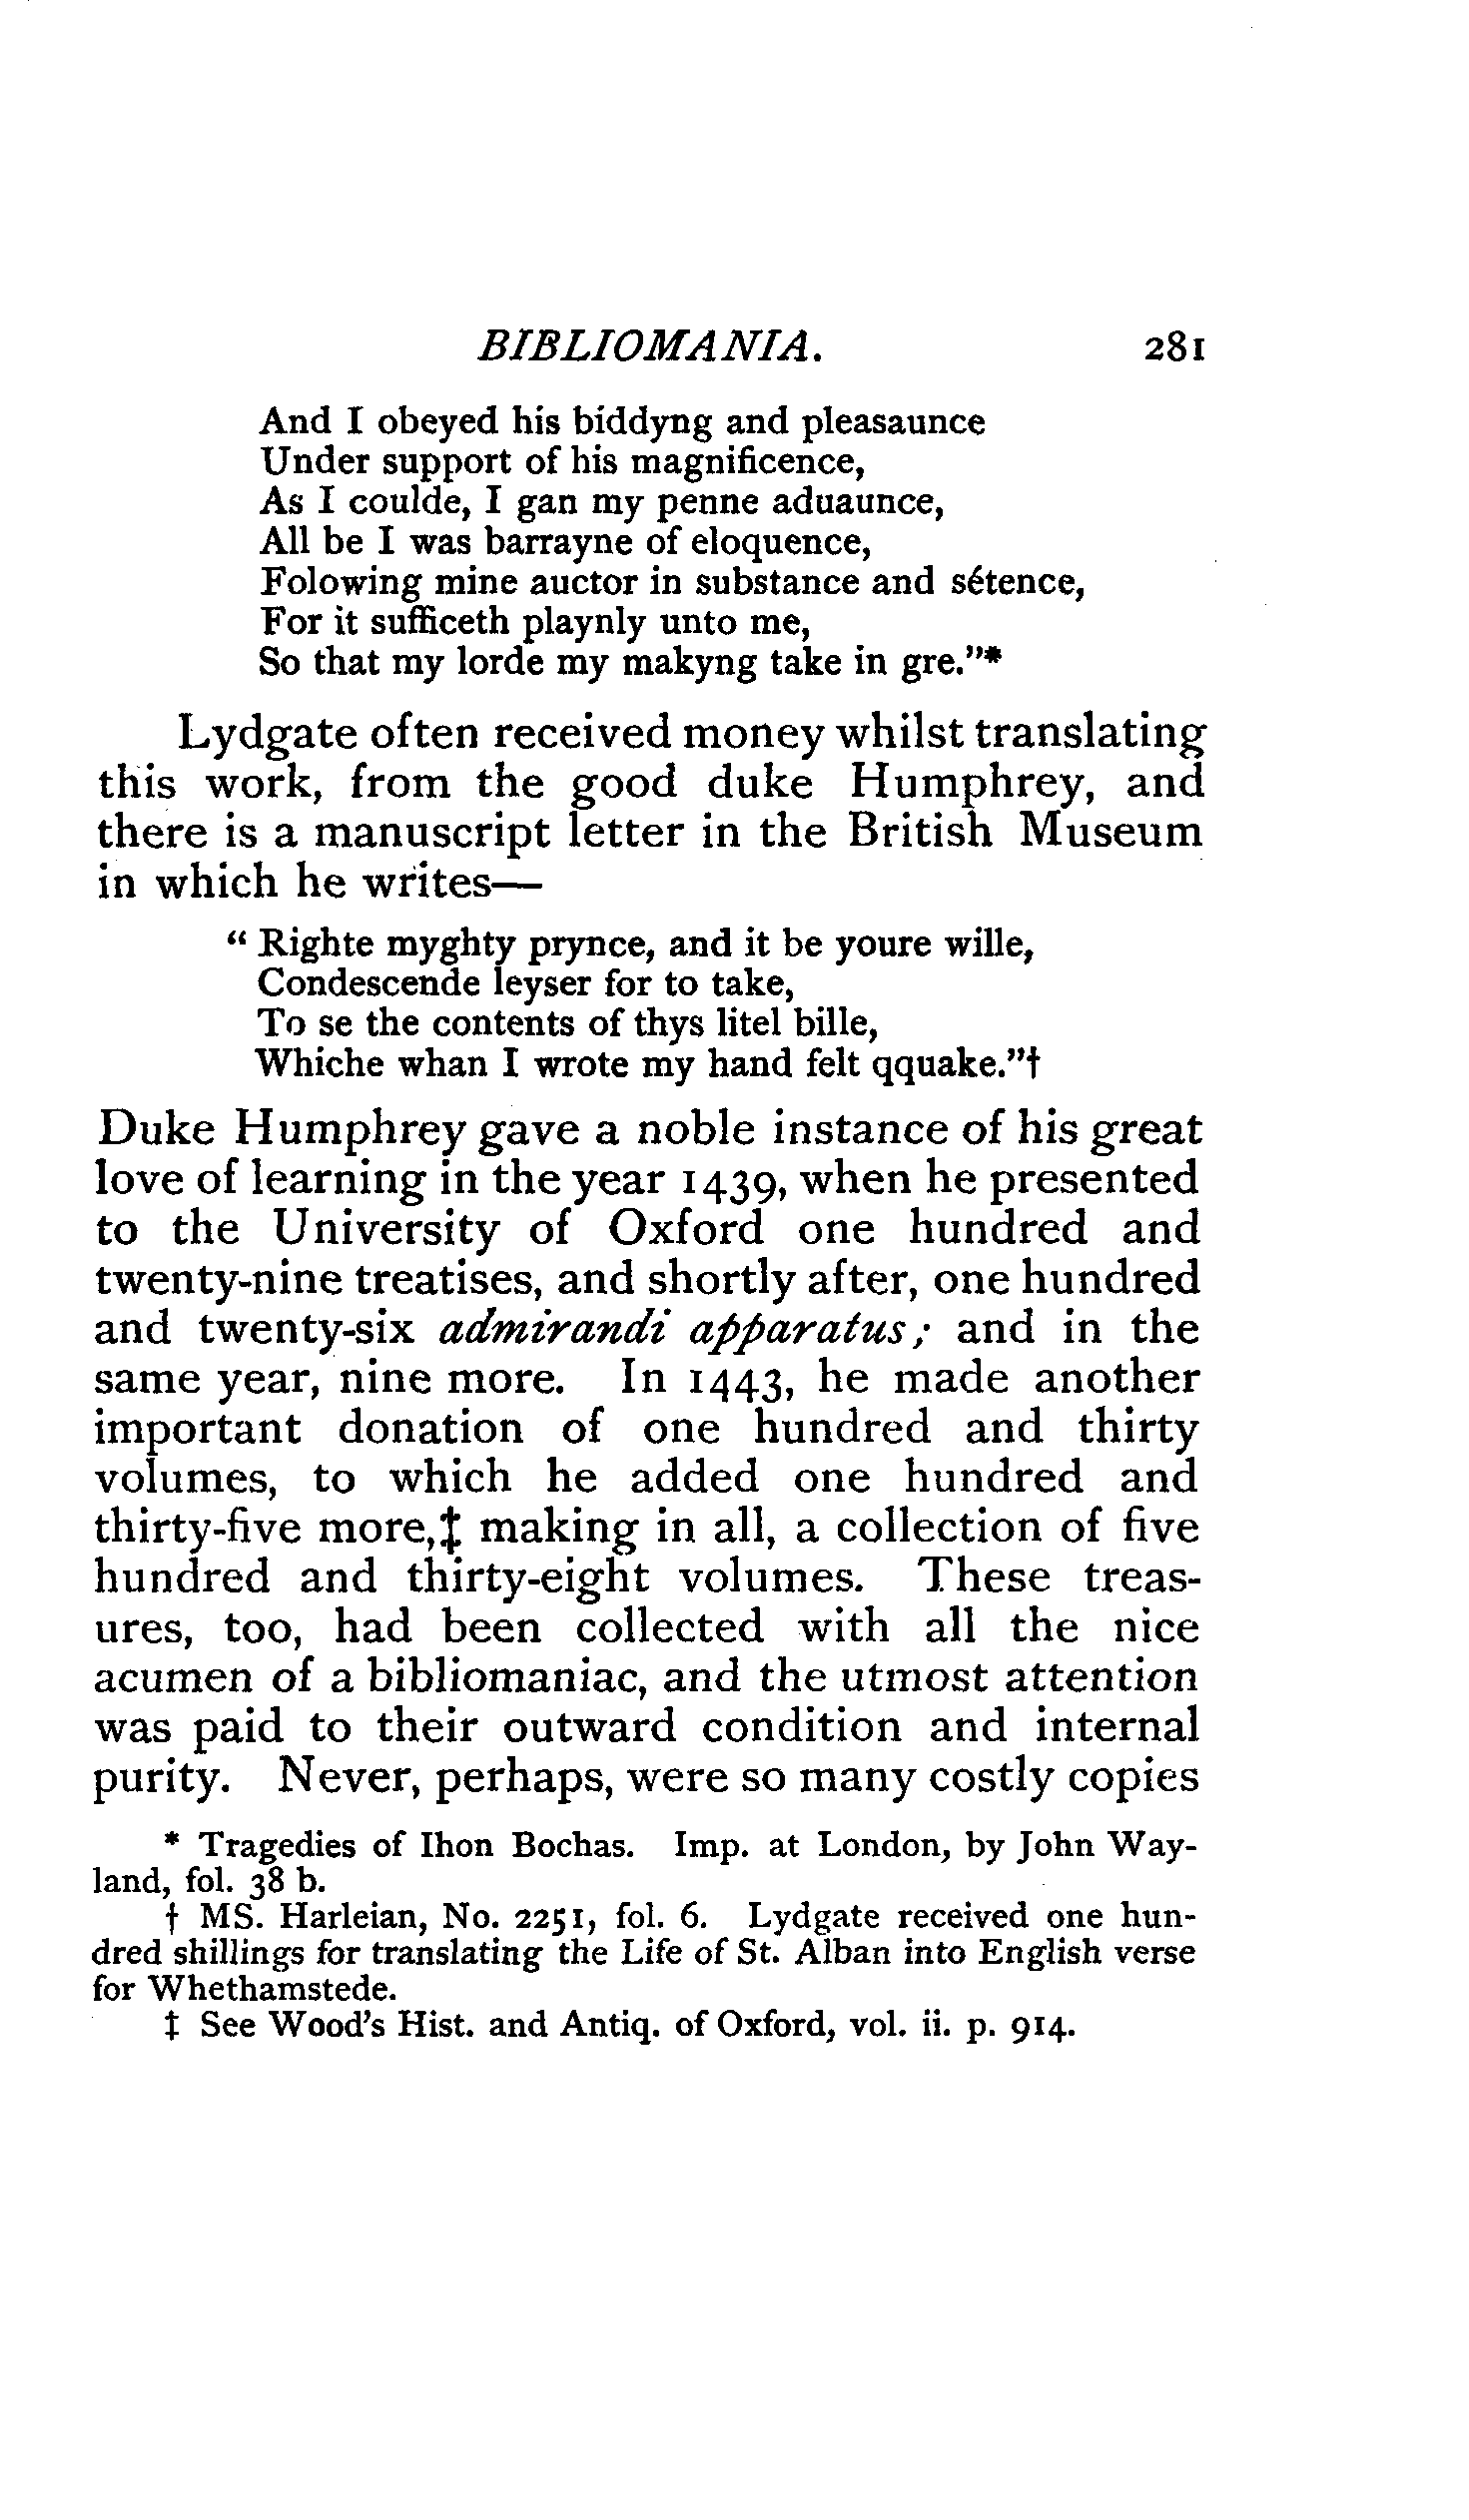 BIBLIOMANIA. 281
And I obeyed his biddyng and pleasaunce
Under support of his magnificence,
As I coulde, I gan my penne aduaunce,
All be I was barrayne of eloquence,
Folowing mine auctor in substance and sétence,
For it sufficeth playnly unto me,
So that my lorde my makyng take in gre."*
Lydgate often received money whilst translating
this work, from the good duke Humphrey, and
there is a manuscript letter in the British Museum
in which he writes—
" Righte myghty prynce, and it be youre wille,
Condescende leyser for to take,
To se the contents of thys litel bille,
Whiche whan I wrote my hand felt qquake."†
Duke Humphrey gave a noble instance of his great
love of learning in the year 1439, when he presented
to the University of Oxford one hundred and
twenty-nine treatises, and shortly after, one hundred
and twenty-six admirandi apparatus; and in the
same year, nine more. In 1443, he made another
important donation of one hundred and thirty
volumes, to which he added one hundred and
thirty-five more,‡ making in all, a collection of five
hundred and thirty-eight volumes. These treas-
ures, too, had been collected with all the nice
acumen of a bibliomaniac, and the utmost attention
was paid to their outward condition and internal
purity. Never, perhaps, were so many costly copies
* Tragedies of Ihon Bochas. Imp. at London, by John Way-
land, fol. 38 b.
† MS. Harleian, No. 2251, fol. 6. Lydgate received one hun-
dred shillings for translating the Life of St. Alban into English verse
for Whethamstede.
‡ See Wood's Hist. and Antiq. of Oxford, vol. ii. p. 914.